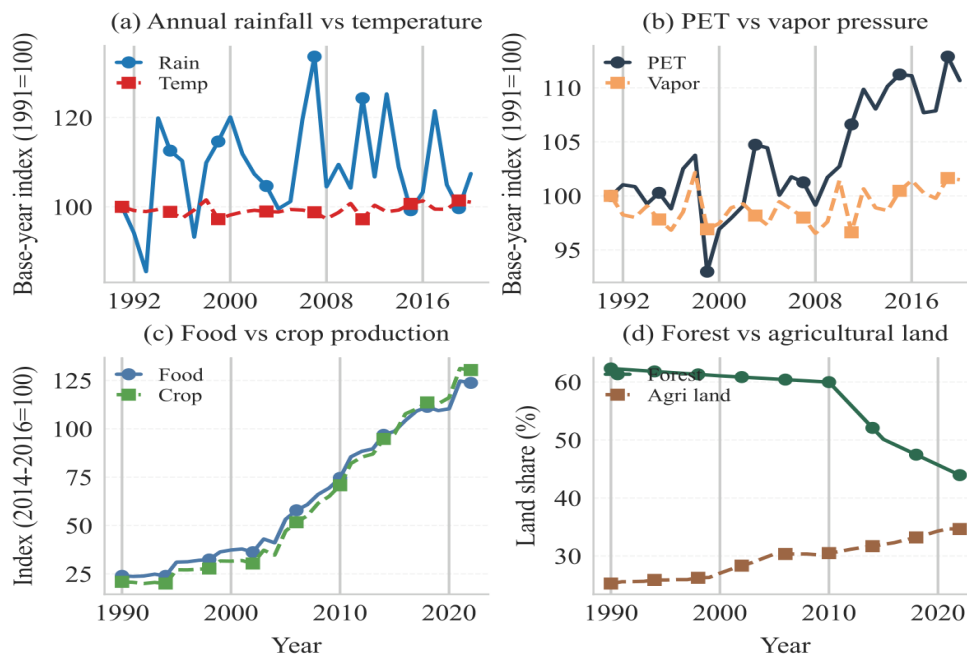 (a) Annual rainfall vs temperature
Base-year index (1991=100)
Rain
Temp
120
100
1992
2000
2008
2016
(b) PET vs vapor pressure
Base-year index (1991=100)
PET
Vapor
110
105
100
95
1992
2000
2008
2016
(c) Food vs crop production
Index (2014-2016=100)
Food
Crop
125
100
75
50
25
1990
2000
2010
2020
Year
(d) Forest vs agricultural land
Land share (%)
Forest
Agri land
60
50
40
30
1990
2000
2010
2020
Year